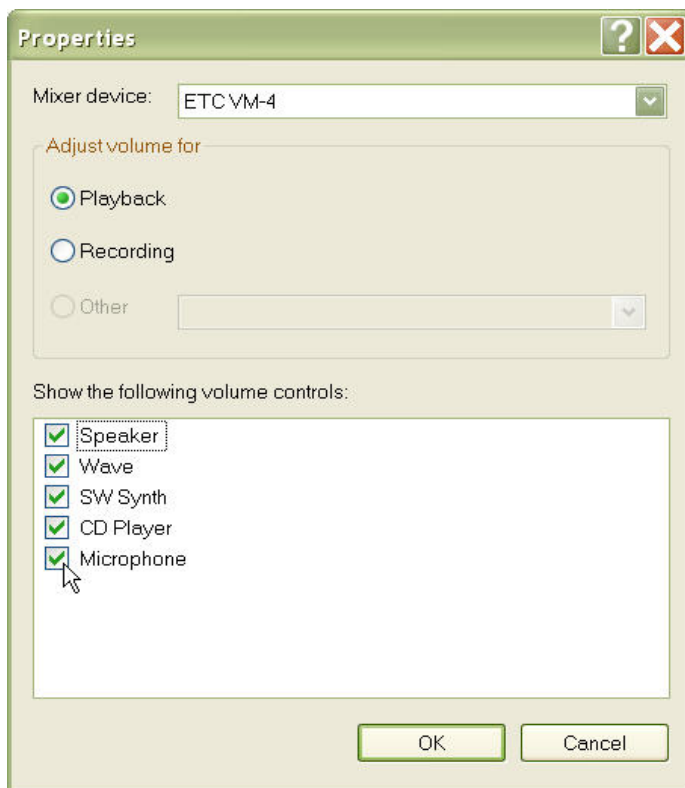 Properties
Mixer device: ETC VM-4
Adjust volume for
Playback
Recording
Other
Show the following volume controls:
Speaker
Wave
SW Synth
CD Player
Microphone
OK Cancel